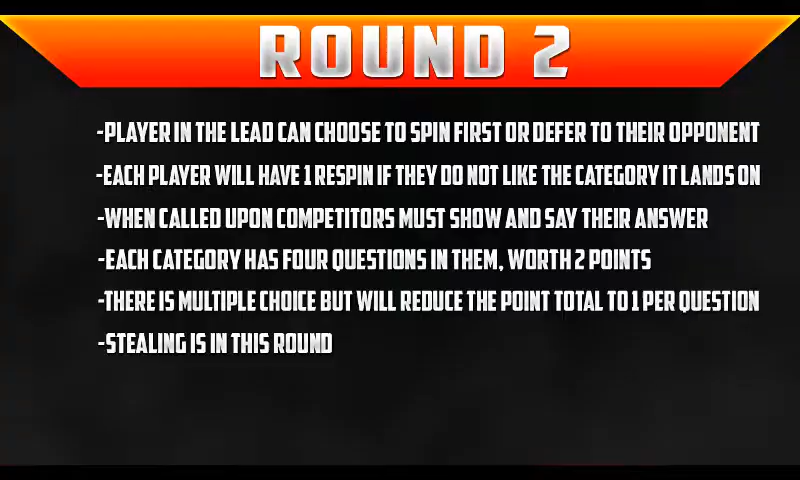 ROUND 2
-PLAYER IN THE LEAD CAN CHOOSE TO SPIN FIRST OR DEFER TO THEIR OPPONENT
-EACH PLAYER WILL HAVE 1 RESPIN IF THEY DO NOT LIKE THE CATEGORY IT LANDS ON
-WHEN CALLED UPON COMPETITORS MUST SHOW AND SAY THEIR ANSWER
-EACH CATEGORY HAS FOUR QUESTIONS IN THEM, WORTH 2 POINTS
-THERE IS MULTIPLE CHOICE BUT WILL REDUCE THE POINT TOTAL TO 1 PER QUESTION
-STEALING IS IN THIS ROUND